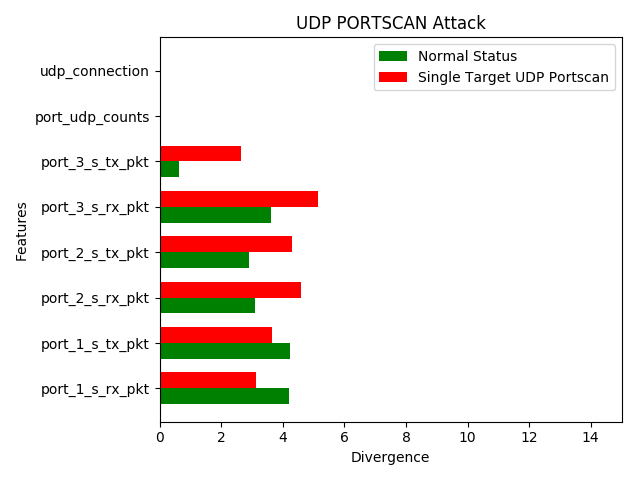 UDP PORTSCAN Attack
Normal Status
Single Target UDP Portscan
Features
udp_connection
port_udp_counts
port_3_s_tx_pkt
port_3_s_rx_pkt
port_2_s_tx_pkt
port_2_s_rx_pkt
port_1_s_tx_pkt
port_1_s_rx_pkt
0 2 4 6 8 10 12 14
Divergence